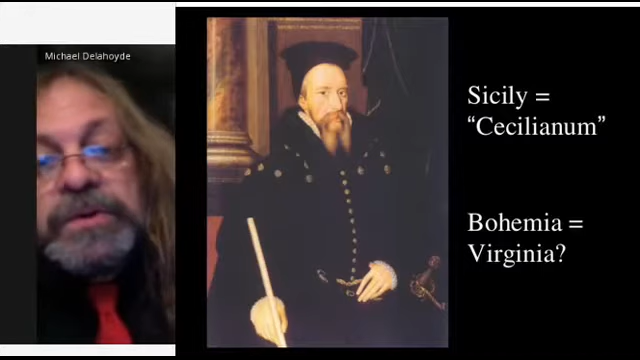 Michael Delahoyde
Sicily =
“Cecilianum”
Bohemia =
Virginia?